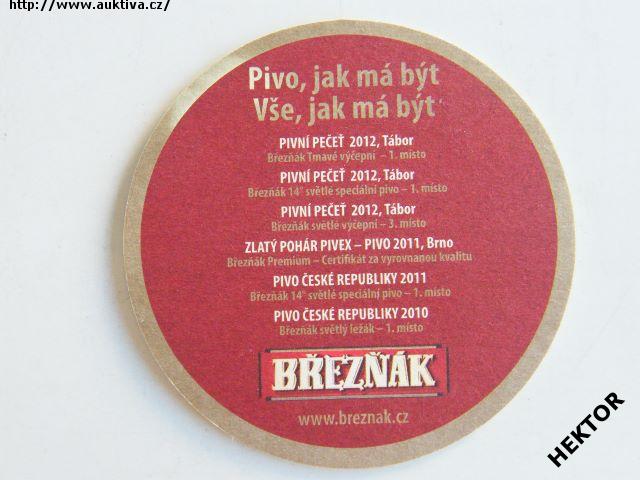 http://www.auktiva.cz/
Pivo, jak má být
Vše, jak má být
PIVNÍ PEČEŤ 2012, Tábor
Březňák Tmavé výčepní – 1. místo
PIVNÍ PEČEŤ 2012, Tábor
Březňák 14° světlé speciální pivo – 1. místo
PIVNÍ PEČEŤ 2012, Tábor
Březňák světlé výčepní – 3. místo
ZLATÝ POHÁR PIVEX – PIVO 2011, Brno
Březňák Premium – Certifikát za vyrovnanou kvalitu
PIVO ČESKÉ REPUBLIKY 2011
Březňák 14° světlé speciální pivo – 1. místo
PIVO ČESKÉ REPUBLIKY 2010
Březňák světlý ležák – 1. místo
BŘEZŇÁK
www.breznak.cz
HEKTOR